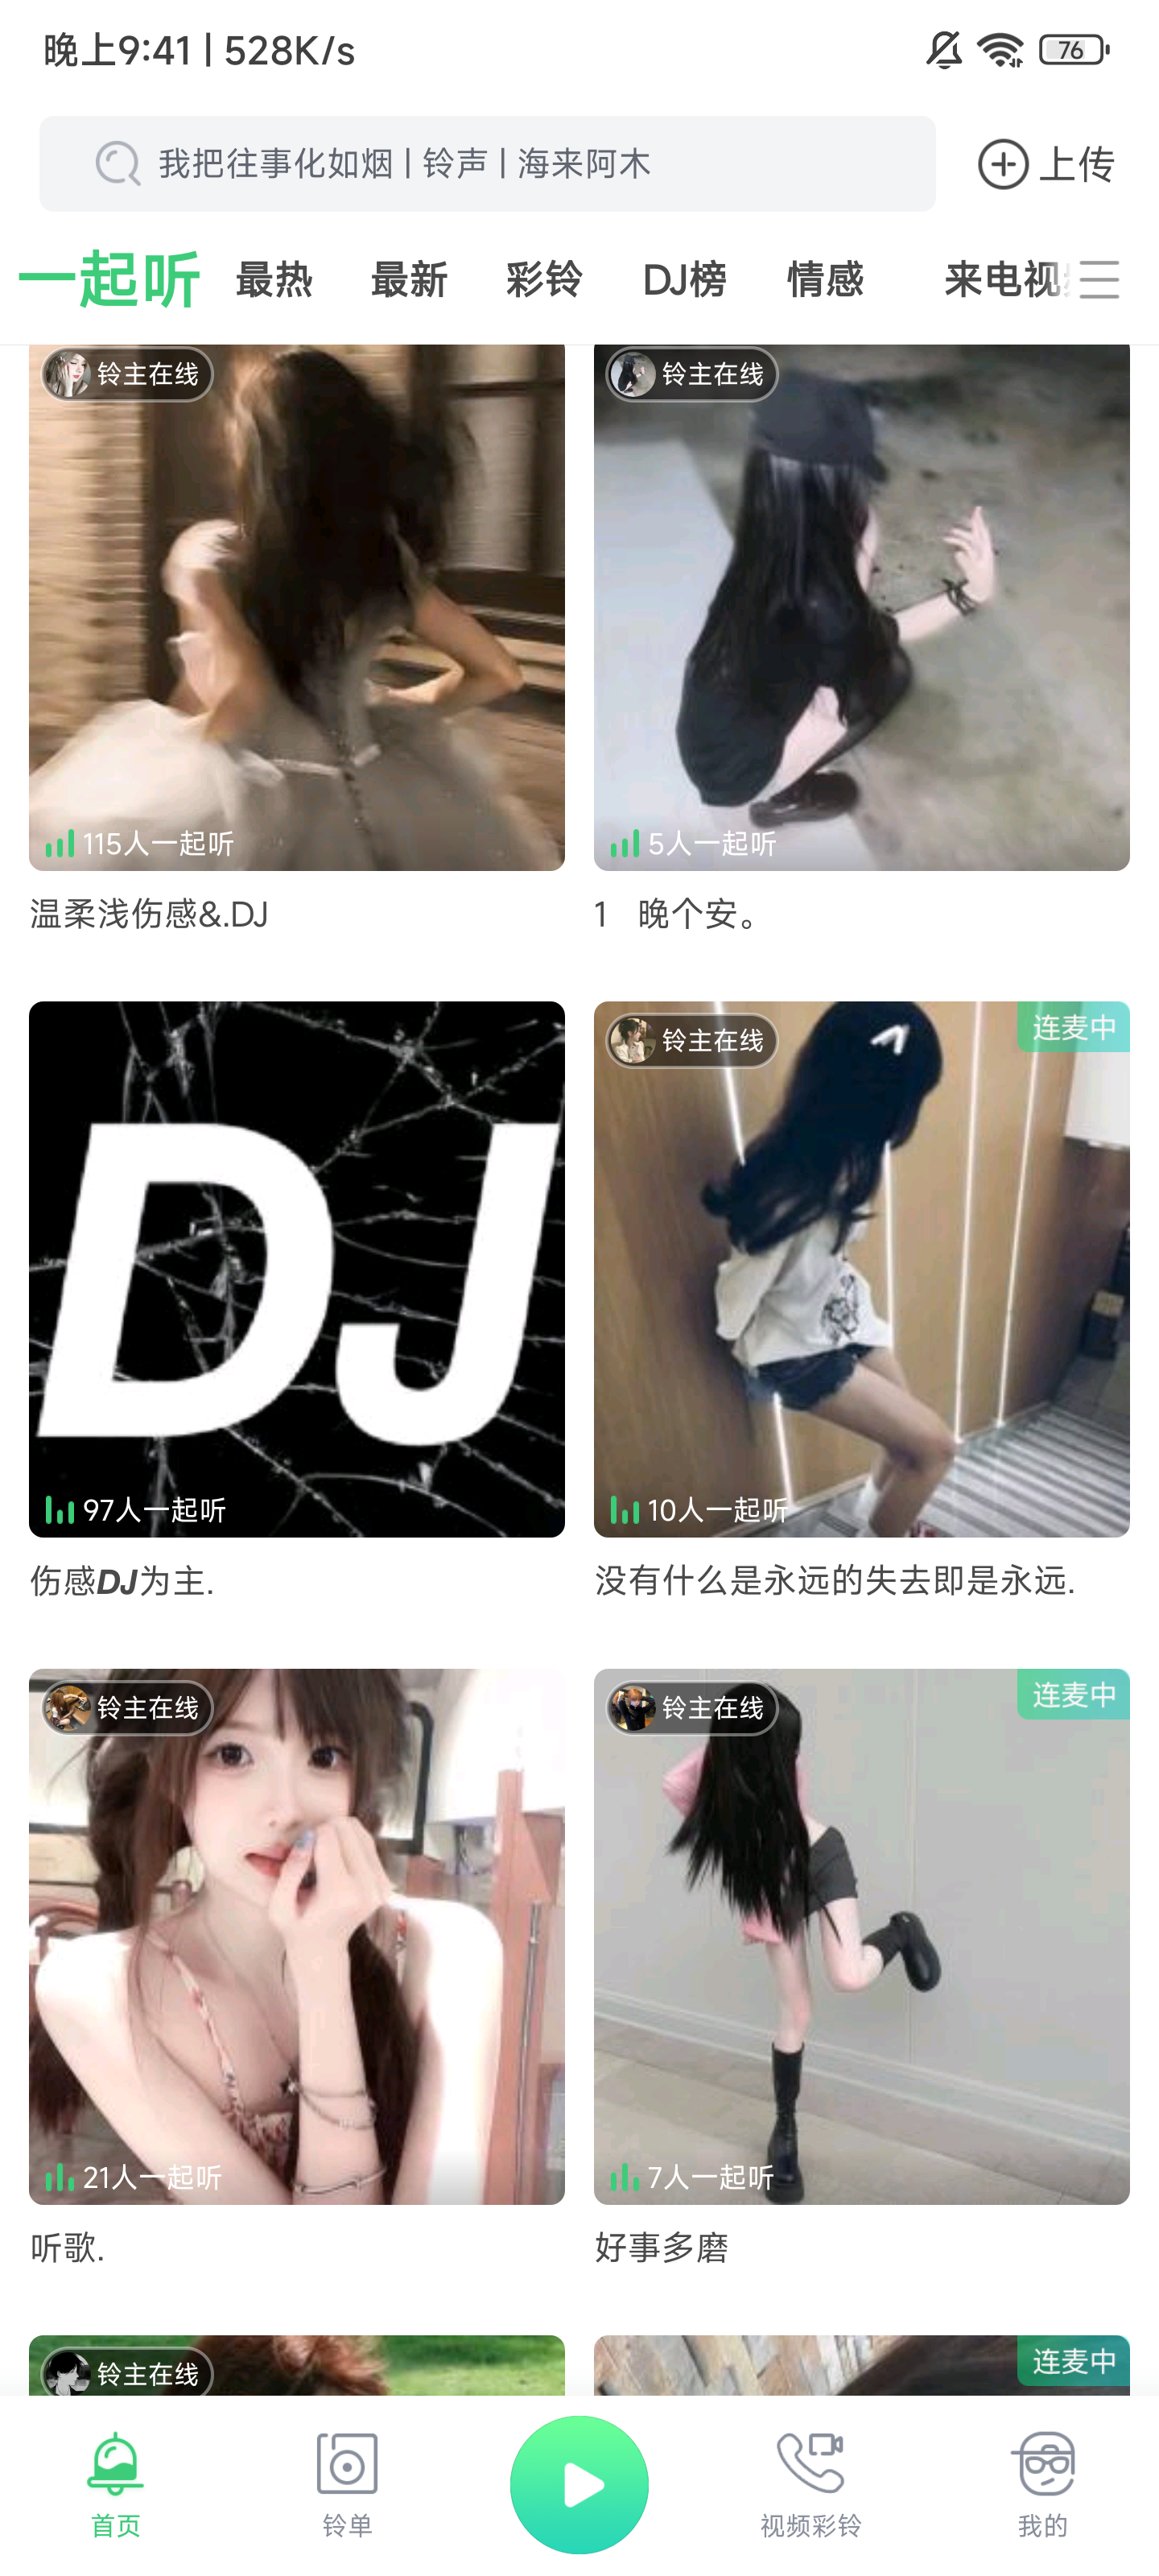 晚上9:41 | 528K/s
76
我把往事化如烟 | 铃声 | 海来阿木
上传
一起听 最热 最新 彩铃 DJ榜 情感 来电视
铃主在线
铃主在线
115人一起听
5人一起听
温柔浅伤感&.DJ
1 晚个安。
铃主在线
连麦中
DJ
97人一起听
10人一起听
伤感DJ为主.
没有什么是永远的失去即是永远.
铃主在线
铃主在线
连麦中
21人一起听
7人一起听
听歌.
好事多磨
铃主在线
连麦中
首页 铃单 视频彩铃 我的